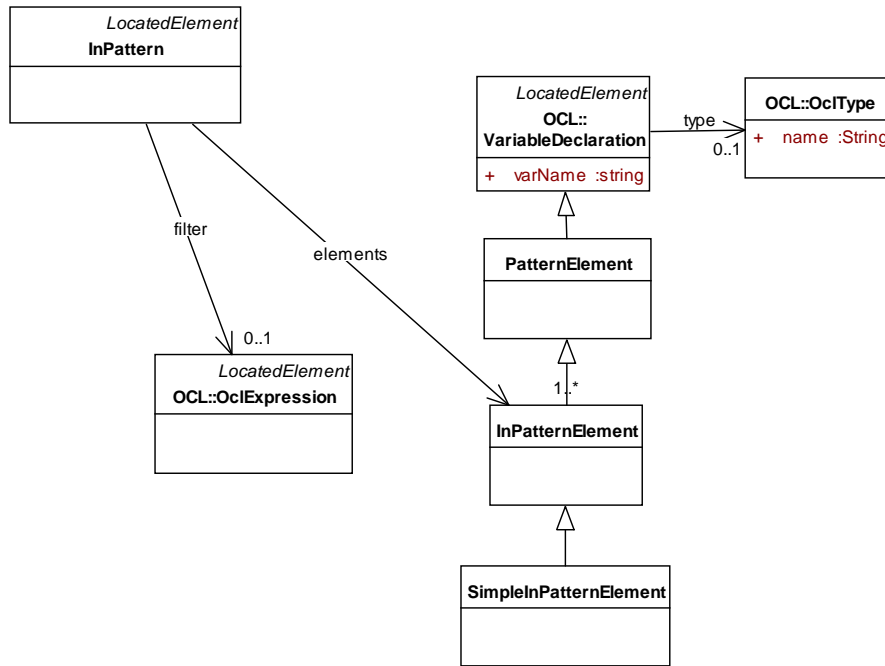 LocatedElement
InPattern
LocatedElement
OCL::
VariableDeclaration
+ varName :string
type
0..1
OCL::OclType
+ name :String
filter
elements
PatternElement
0..1
LocatedElement
OCL::OclExpression
1..*
InPatternElement
SimpleInPatternElement